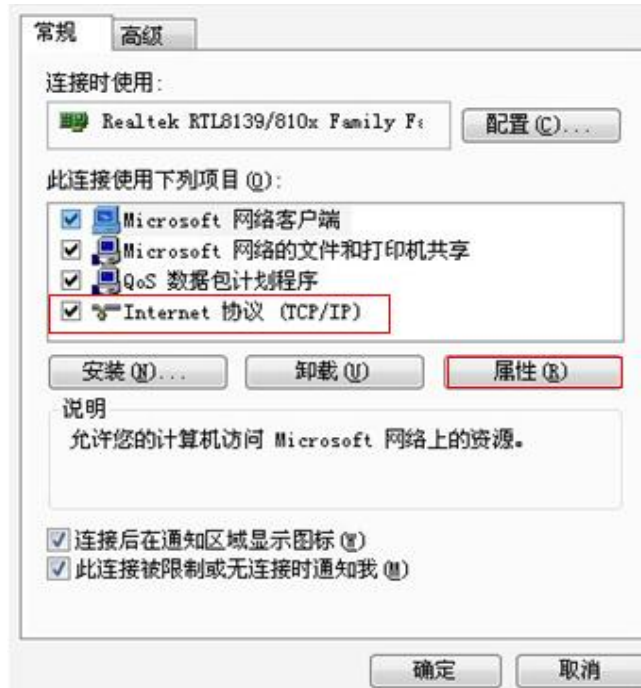 常规 高级
连接时使用:
Realtek RTL8139/810x Family Fa 配置(C)...
此连接使用下列项目(O):
Microsoft 网络客户端
Microsoft 网络的文件和打印机共享
QoS 数据包计划程序
Internet 协议 (TCP/IP)
安装(N)... 卸载(U) 属性(R)
说明
允许您的计算机访问 Microsoft 网络上的资源。
连接后在通知区域显示图标(W)
此连接被限制或无连接时通知我(M)
确定 取消